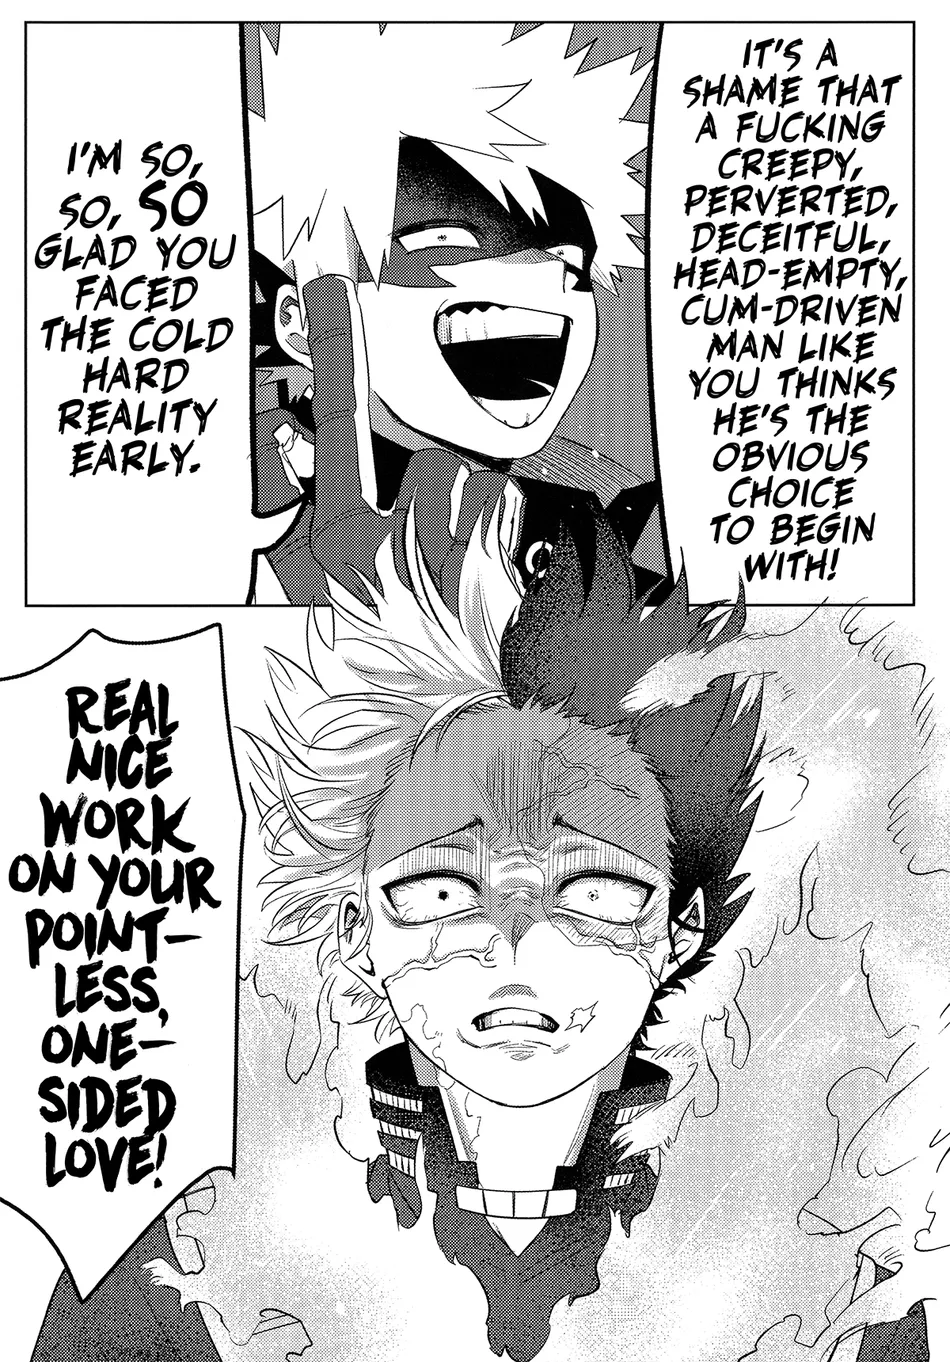 IT'S A
SHAME THAT
A FUCKING
CREEPY,
PERVERTED,
DECEITFUL,
HEAD-EMPTY,
CUM-DRIVEN
MAN LIKE
YOU THINKS
HE'S THE
OBVIOUS
CHOICE
TO BEGIN
WITH!
I'M SO,
SO, SO
GLAD YOU
FACED
THE COLD
HARD
REALITY
EARLY.
REAL
NICE
WORK
ON YOUR
POINT-
LESS,
ONE-
SIDED
LOVE!